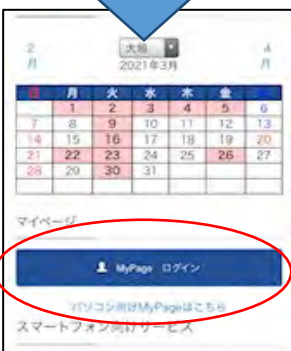 2月 大垣 4月
2021年3月
日 月 火 水 木 金 土
1 2 3 4 5 6
7 8 9 10 11 12 13
14 15 16 17 18 19 20
21 22 23 24 25 26 27
28 29 30 31
マイページ
MyPage ログイン
パソコン向けMyPageはこちら
スマートフォン向けサービス